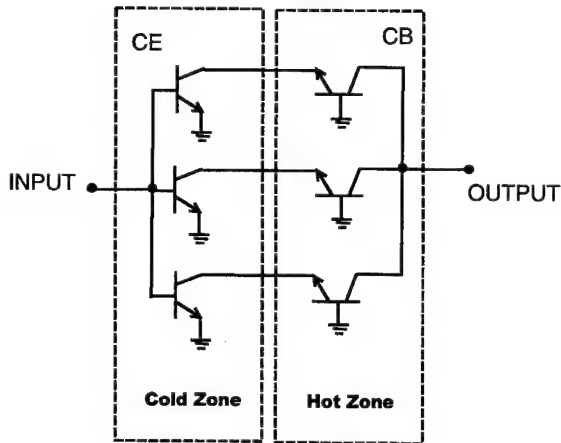 CE
CB
INPUT
OUTPUT
Cold Zone
Hot Zone